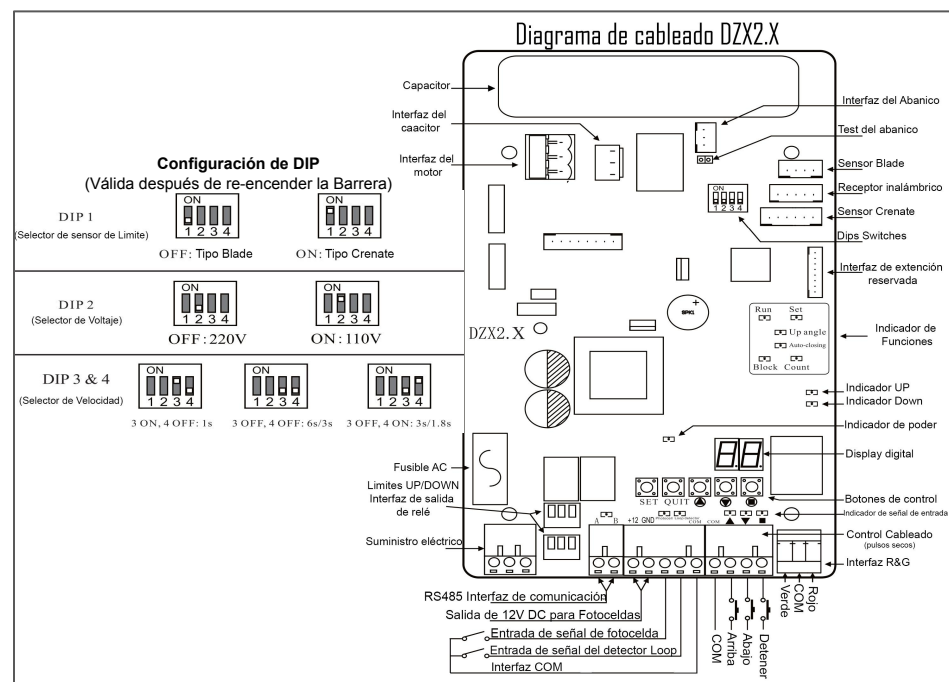 Diagrama de cableado DZX2.X
Configuración de DIP
(Válida después de re-encender la Barrera)
DIP 1
(Selector de sensor de Limite)
ON
1 2 3 4
OFF: Tipo Blade
ON
1 2 3 4
ON: Tipo Crenate
DIP 2
(Selector de Voltaje)
ON
1 2 3 4
OFF:220V
ON
1 2 3 4
ON:110V
DIP 3 & 4
(Selector de Velocidad)
ON
1 2 3 4
3 ON, 4 OFF: 1s
ON
1 2 3 4
3 OFF, 4 OFF: 6s/3s
ON
1 2 3 4
3 OFF, 4 ON: 3s/1.8s
Capacitor
Interfaz del
caacitor
Interfaz del
motor
Fusible AC
Limites UP/DOWN
Interfaz de salida
de relé
Suministro eléctrico
ON
1 2 3 4
SPK1
+
DZX2.X
Run Set
Up angle
Auto-closing
Block Count
SET QUIT
A B +12 GND COM COM
Interfaz del Abanico
Test del abanico
Sensor Blade
Receptor inalámbrico
Sensor Crenate
Dips Switches
Interfaz de extención
reservada
Indicador de
Funciones
Indicador UP
Indicador Down
Indicador de poder
Display digital
Botones de control
Indicador de señal de entrada
Control Cableado
(pulsos secos)
Interfaz R&G
RS485 Interfaz de comunicación
Salida de 12V DC para Fotoceldas
Entrada de señal de fotocelda
Entrada de señal del detector Loop
Interfaz COM
COM
Arriba
Abajo
Detener
Verde
COM
Rojo